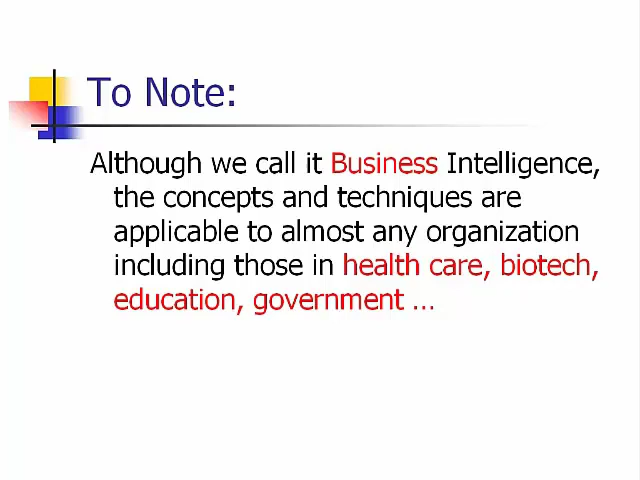 To Note:
Although we call it Business Intelligence,
the concepts and techniques are
applicable to almost any organization
including those in health care, biotech,
education, government ...